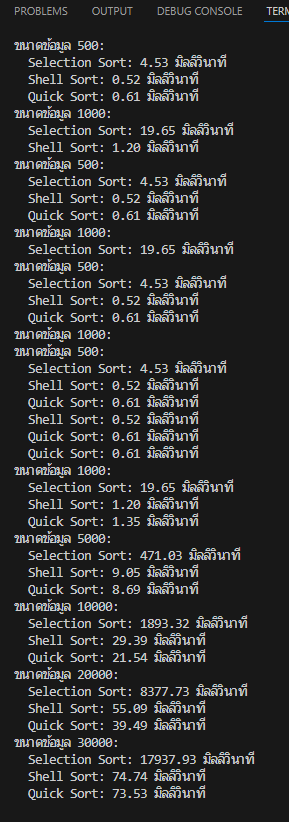 PROBLEMS OUTPUT DEBUG CONSOLE TERM
ขนาดข้อมูล 500:
Selection Sort: 4.53 มิลลิวินาที
Shell Sort: 0.52 มิลลิวินาที
Quick Sort: 0.61 มิลลิวินาที
ขนาดข้อมูล 1000:
Selection Sort: 19.65 มิลลิวินาที
Shell Sort: 1.20 มิลลิวินาที
ขนาดข้อมูล 500:
Selection Sort: 4.53 มิลลิวินาที
Shell Sort: 0.52 มิลลิวินาที
Quick Sort: 0.61 มิลลิวินาที
ขนาดข้อมูล 1000:
Selection Sort: 19.65 มิลลิวินาที
ขนาดข้อมูล 500:
Selection Sort: 4.53 มิลลิวินาที
Shell Sort: 0.52 มิลลิวินาที
Quick Sort: 0.61 มิลลิวินาที
ขนาดข้อมูล 1000:
ขนาดข้อมูล 500:
Selection Sort: 4.53 มิลลิวินาที
Shell Sort: 0.52 มิลลิวินาที
Quick Sort: 0.61 มิลลิวินาที
Shell Sort: 0.52 มิลลิวินาที
Quick Sort: 0.61 มิลลิวินาที
Quick Sort: 0.61 มิลลิวินาที
ขนาดข้อมูล 1000:
Selection Sort: 19.65 มิลลิวินาที
Shell Sort: 1.20 มิลลิวินาที
Quick Sort: 1.35 มิลลิวินาที
ขนาดข้อมูล 5000:
Selection Sort: 471.03 มิลลิวินาที
Shell Sort: 9.05 มิลลิวินาที
Quick Sort: 8.69 มิลลิวินาที
ขนาดข้อมูล 10000:
Selection Sort: 1893.32 มิลลิวินาที
Shell Sort: 29.39 มิลลิวินาที
Quick Sort: 21.54 มิลลิวินาที
ขนาดข้อมูล 20000:
Selection Sort: 8377.73 มิลลิวินาที
Shell Sort: 55.09 มิลลิวินาที
Quick Sort: 39.49 มิลลิวินาที
ขนาดข้อมูล 30000:
Selection Sort: 17937.93 มิลลิวินาที
Shell Sort: 74.74 มิลลิวินาที
Quick Sort: 73.53 มิลลิวินาที